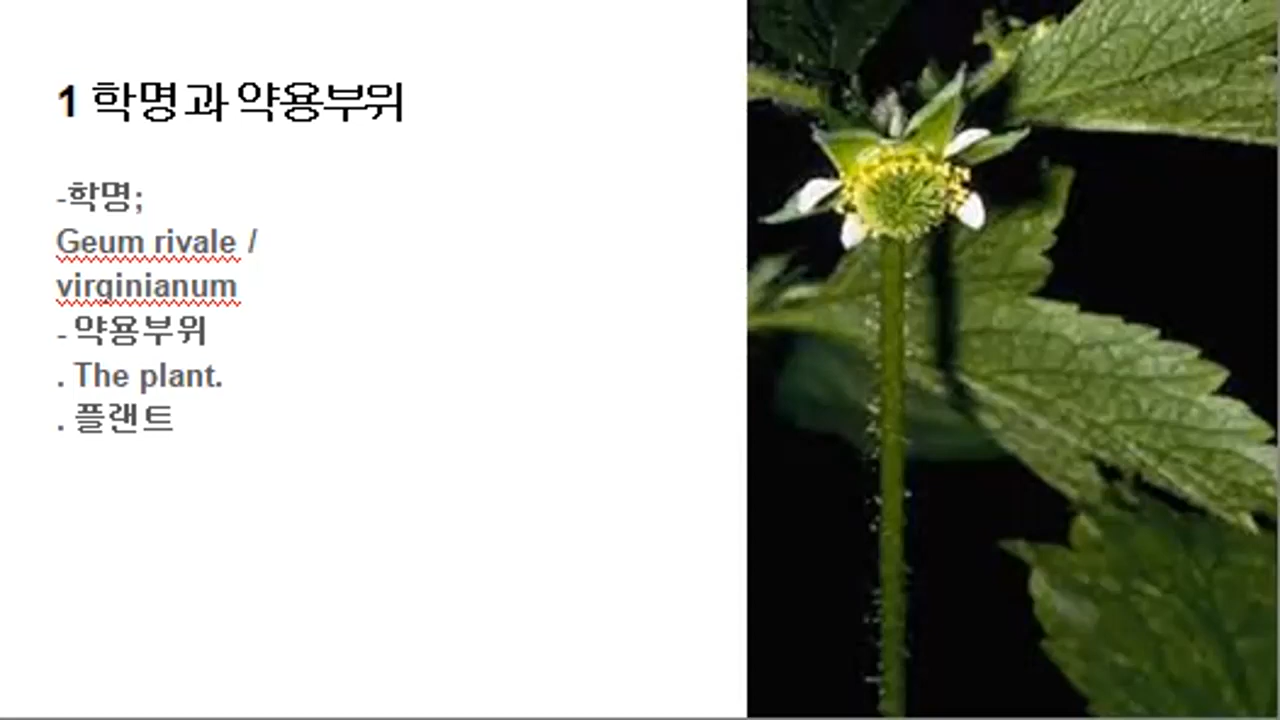 1 학명과 약용부위
-학명;
Geum rivale /
virginianum
- 약용부위
. The plant.
. 플랜트